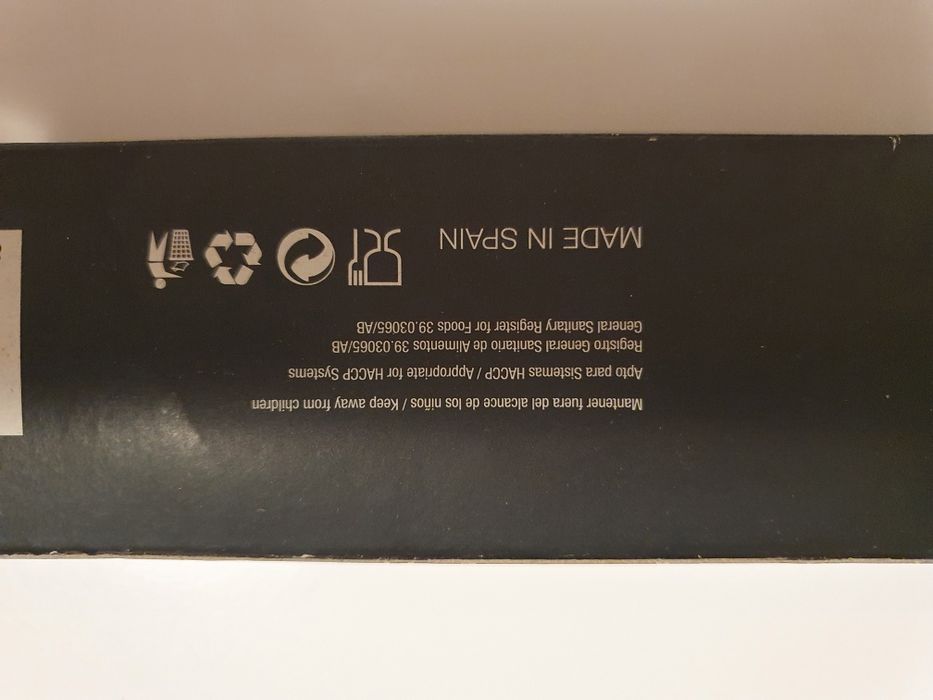 Mantener fuera del alcance de los niños / Keep away from children
Apto para Sistemas HACCP / Appropriate for HACCP Systems
Registro General Sanitario de Alimentos 39.03065/AB
General Sanitary Register for Foods 39.03065/AB
MADE IN SPAIN